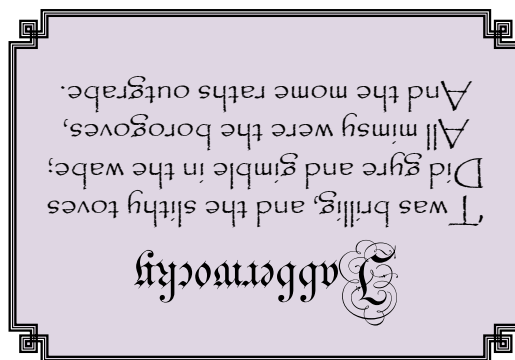 Jabberwocky
'Twas brillig, and the slithy toves
Did gyre and gimble in the wabe;
All mimsy were the borogoves,
And the mome raths outgrabe.